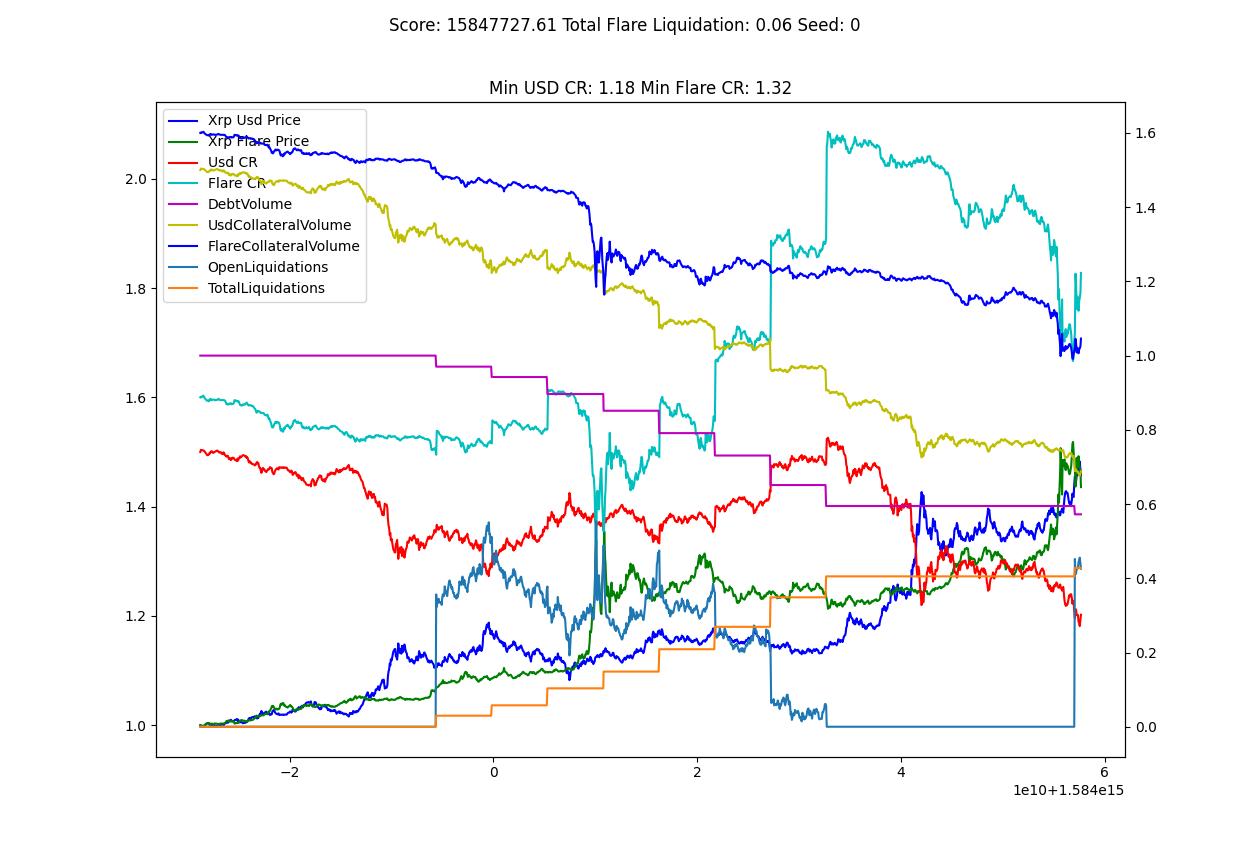 Score: 15847727.61 Total Flare Liquidation: 0.06 Seed: 0
Min USD CR: 1.18 Min Flare CR: 1.32
Xrp Usd Price
Xrp Flare Price
Usd CR
Flare CR
DebtVolume
UsdCollateralVolume
FlareCollateralVolume
OpenLiquidations
TotalLiquidations
2.0
1.8
1.6
1.4
1.2
1.0
1.6
1.4
1.2
1.0
0.8
0.6
0.4
0.2
0.0
−2
0
2
4
6
1e10+1.584e15